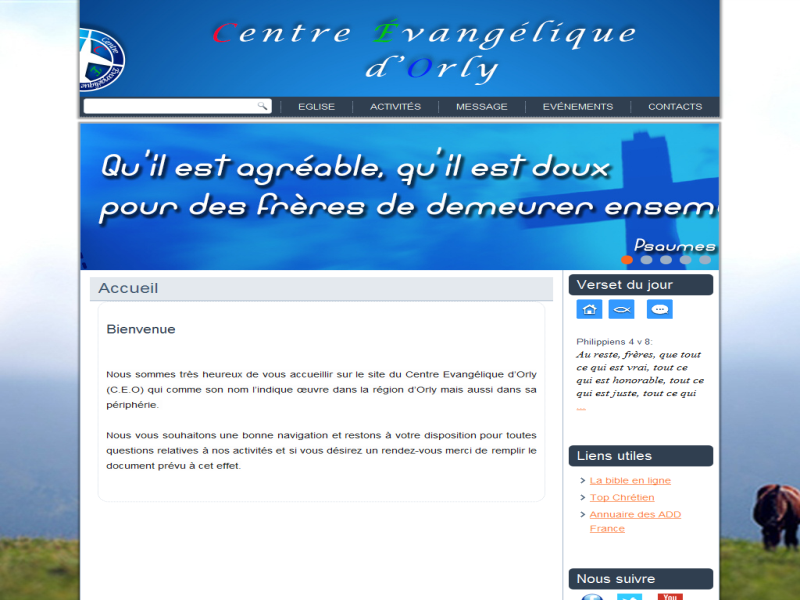 Centre Évangélique
d'Orly
EGLISE
ACTIVITÉS
MESSAGE
EVÉNEMENTS
CONTACTS
Qu'il est agréable, qu'il est doux
pour des frères de demeurer ensem
Psaumes
Accueil
Bienvenue
Nous sommes très heureux de vous accueillir sur le site du Centre Evangélique d'Orly
(C.E.O) qui comme son nom l'indique œuvre dans la région d'Orly mais aussi dans sa
périphérie.
Nous vous souhaitons une bonne navigation et restons à votre disposition pour toutes
questions relatives à nos activités et si vous désirez un rendez-vous merci de remplir le
document prévu à cet effet.
Verset du jour
Philippiens 4 v 8:
Au reste, frères, que tout
ce qui est vrai, tout ce
qui est honorable, tout ce
qui est juste, tout ce qui
...
Liens utiles
La bible en ligne
Top Chrétien
Annuaire des ADD
France
Nous suivre
You